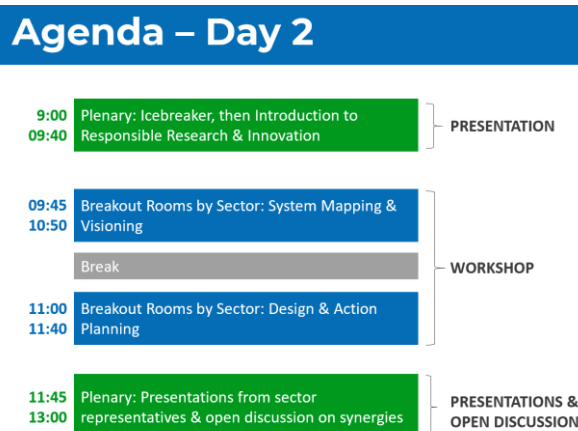 Agenda – Day 2
9:00 Plenary: Icebreaker, then Introduction to
09:40 Responsible Research & Innovation
PRESENTATION
09:45 Breakout Rooms by Sector: System Mapping &
10:50 Visioning
Break
WORKSHOP
11:00 Breakout Rooms by Sector: Design & Action
11:40 Planning
11:45 Plenary: Presentations from sector
13:00 representatives & open discussion on synergies
PRESENTATIONS &
OPEN DISCUSSION